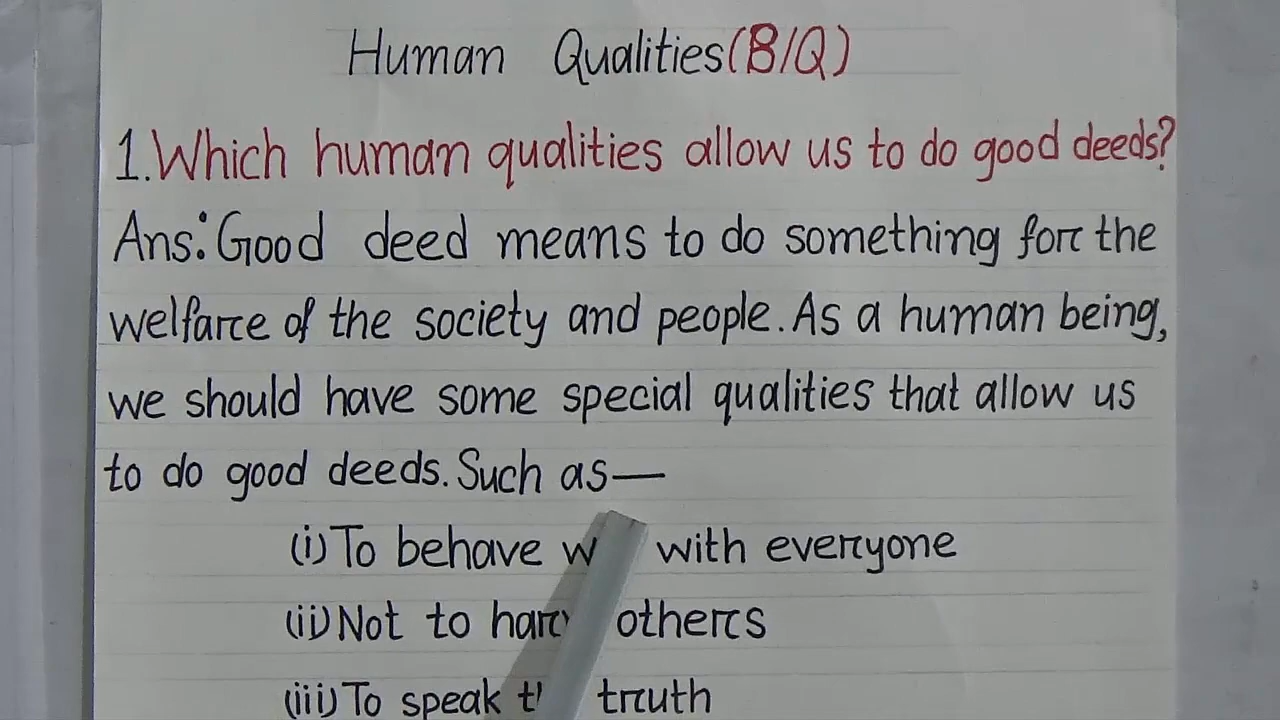 Human Qualities(B/Q)
1.Which human qualities allow us to do good deeds?
Ans:Good deed means to do something for the
welfare of the society and people. As a human being,
we should have some special qualities that allow us
to do good deeds. Such as—
(i) To behave with everyone
(ii) Not to others
(iii) To speak truth